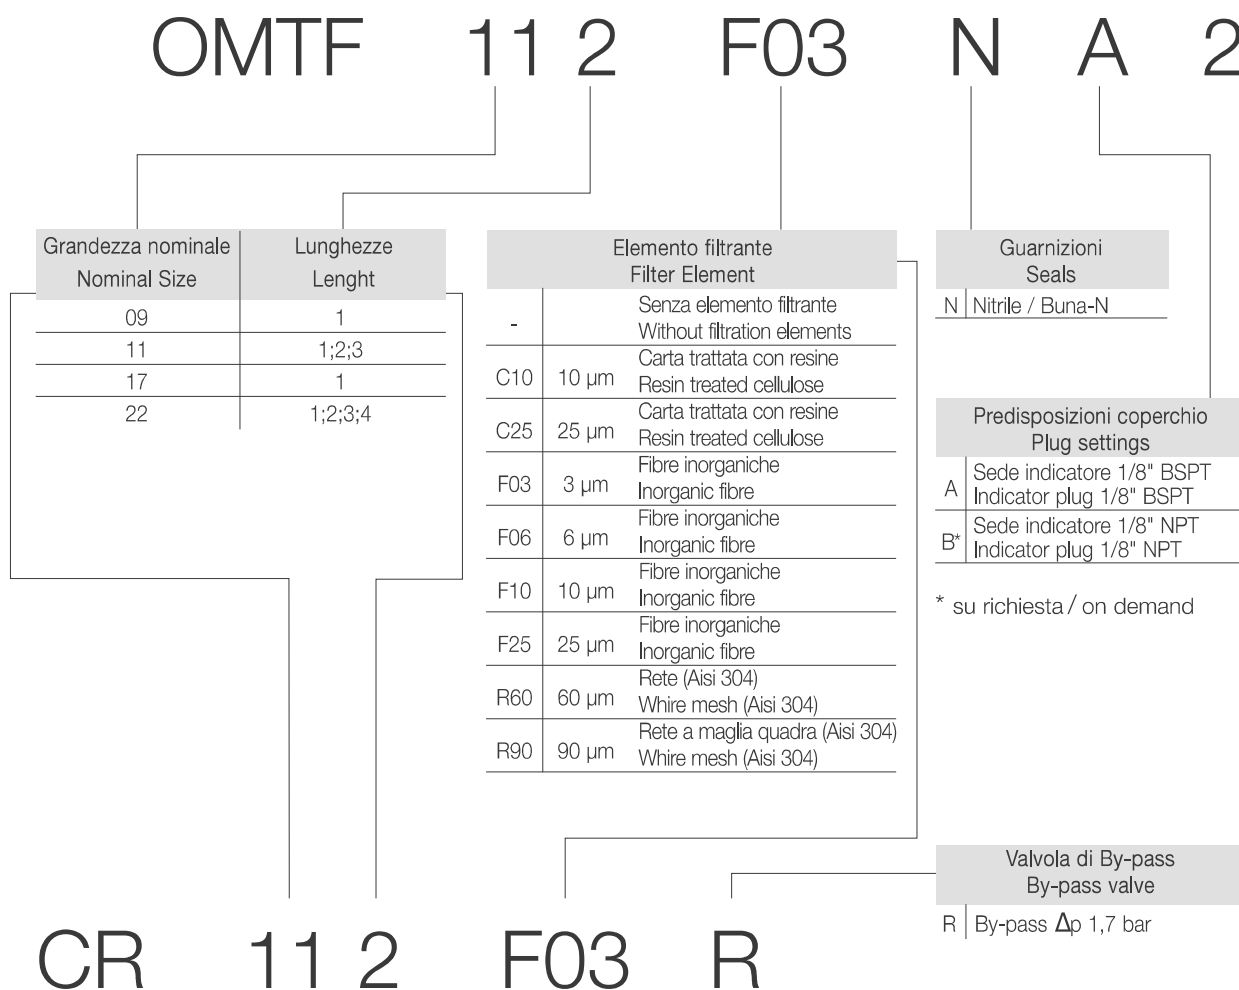 OMTF 11 2 F03 N A 2
Grandezza nominale
Nominal Size
Lunghezze
Lenght
09 1
11 1;2;3
17 1
22 1;2;3;4
Elemento filtrante
Filter Element
- Senza elemento filtrante
Without filtration elements
C10 10 µm Carta trattata con resine
Resin treated cellulose
C25 25 µm Carta trattata con resine
Resin treated cellulose
F03 3 µm Fibre inorganiche
Inorganic fibre
F06 6 µm Fibre inorganiche
Inorganic fibre
F10 10 µm Fibre inorganiche
Inorganic fibre
F25 25 µm Fibre inorganiche
Inorganic fibre
R60 60 µm Rete (Aisi 304)
Whire mesh (Aisi 304)
R90 90 µm Rete a maglia quadra (Aisi 304)
Whire mesh (Aisi 304)
Guarnizioni
Seals
N Nitrile / Buna-N
Predisposizioni coperchio
Plug settings
A Sede indicatore 1/8" BSPT
Indicator plug 1/8" BSPT
B* Sede indicatore 1/8" NPT
Indicator plug 1/8" NPT
* su richiesta / on demand
Valvola di By-pass
By-pass valve
R By-pass Δp 1,7 bar
CR 11 2 F03 R